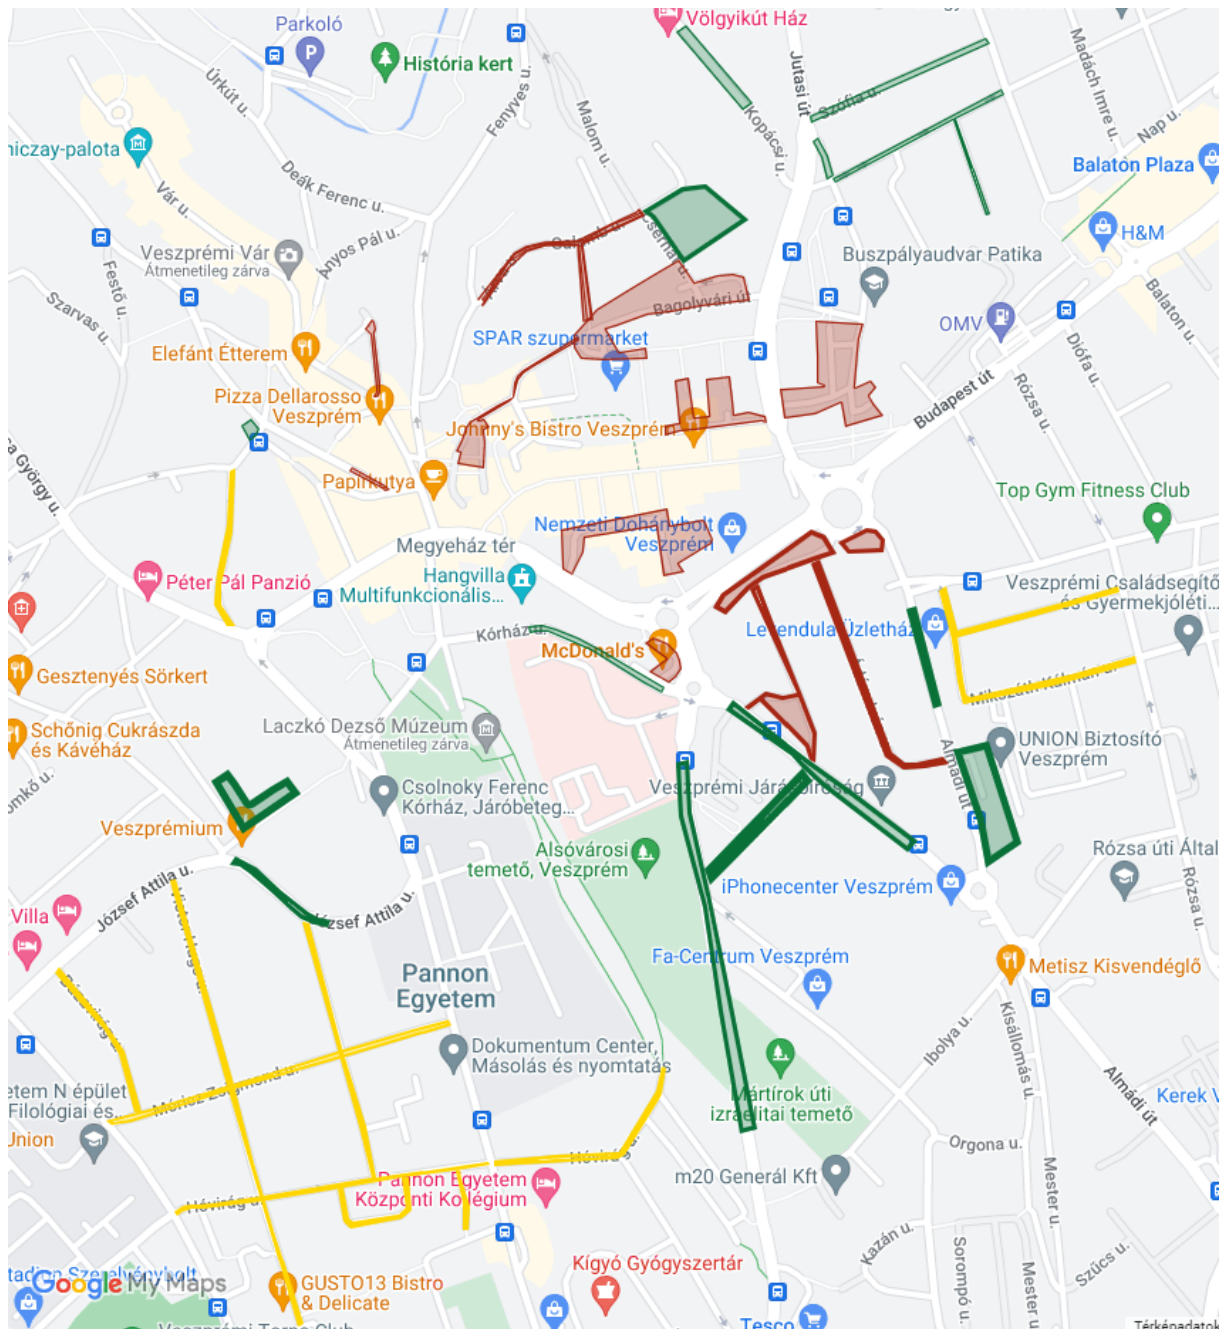 Völgyikút Ház
Parkoló
P
História kert
Jutasi út
Madách Imre u.
Úrkút u.
Fenyves u.
Malom u.
Szófia u.
Kopácsi u.
Nap u.
Balaton Plaza
Vár u.
Deák Ferenc u.
Veszprémi Vár
Átmenetileg zárva
Ányos Pál u.
Festő u.
Szarvas u.
H&M
Buszpályaudvar Patika
Balaton u.
Bagolyvári út
SPAR szupermarket
OMV
Diófa u.
Rózsa u.
Elefánt Étterem
Pizza Dellarosso
Veszprém
Budapest út
Johnny's Bistro Veszprém
Papírkutya
Top Gym Fitness Club
Nemzeti Dohánybolt
Veszprém
Megyeház tér
Hangvilla
Multifunkcionális...
Péter Pál Panzió
Veszprémi Családsegítő
és Gyermekjóléti...
Kórház u.
McDonald's
Levendula Üzletház
Gesztenyés Sörkert
Mikszáth Kálmán u.
Schőnig Cukrászda
és Kávéház
Laczkó Dezső Múzeum
Átmenetileg zárva
Almádi út
UNION Biztosító
Veszprém
Csolnoky Ferenc
Kórház, Járóbeteg...
Veszprémi Járásbíróság
Veszprémium
Alsóvárosi
temető, Veszprém
Rózsa úti Által
iPhonecenter Veszprém
József Attila u.
József Attila u.
Villa
Rózsa u.
Fa-Centrum Veszprém
Metisz Kisvendéglő
Pannon
Egyetem
Kisállomás u.
Ibolya u.
Dokumentum Center,
Másolás és nyomtatás
Móricz Zsigmond u.
etem N épület
Filológiai és...
Union
Mártírok úti
izraelitai temető
Almádi út
Kerek V
Orgona u.
Hóvirág u.
m20 Generál Kft
Mester u.
Pannon Egyetem
Központi Kollégium
Hóvirág u.
Kazán u.
Sorompó u.
Mester u.
Szűcs u.
Google My Maps
Kígyó Gyógyszertár
GUSTO13 Bistro
& Delicate
Tesco
Térképadatok